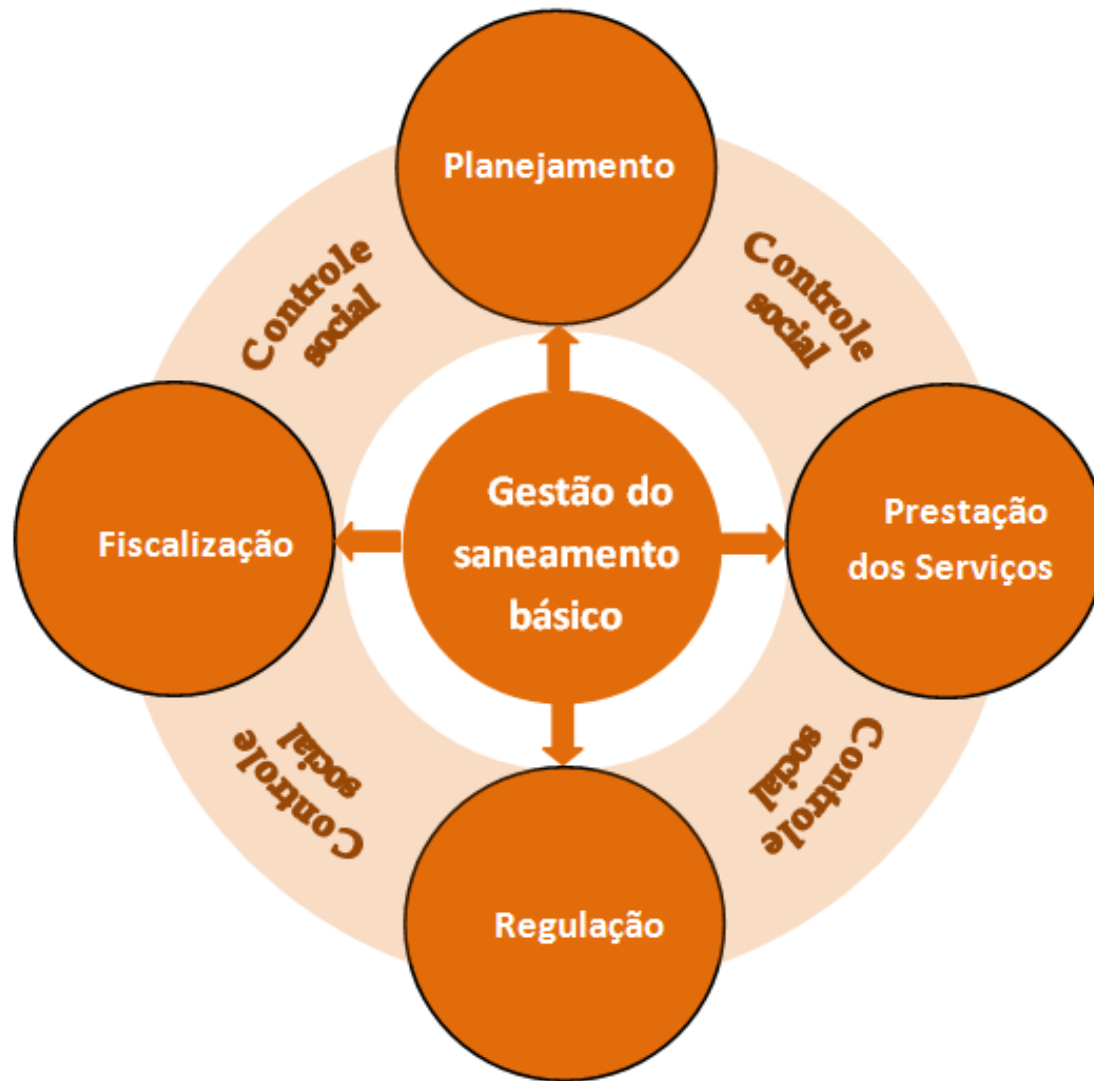 Planejamento
Controle
social
Controle
social
Fiscalização
Gestão do
saneamento
básico
Prestação
dos Serviços
Controle
social
Controle
social
Regulação